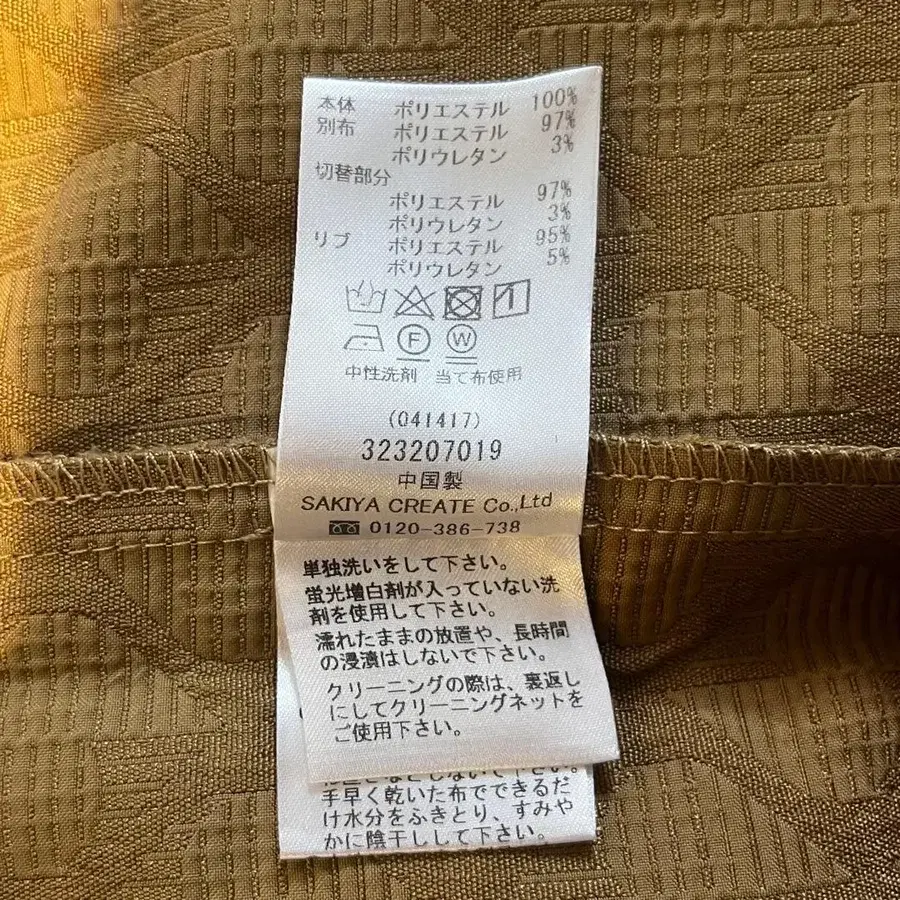 本体 ポリエステル 100%
別布 ポリエステル 97%
ポリウレタン 3%
切替部分
ポリエステル 97%
ポリウレタン 3%
リブ ポリエステル 95%
ポリウレタン 5%
F W
中性洗剤 当て布使用
(041417)
323207019
中国製
SAKIYA CREATE Co.,Ltd
0120-386-738
単独洗いをして下さい。
蛍光増白剤が入っていない洗
剤を使用して下さい。
濡れたままの放置や、長時間
の浸漬はしないで下さい。
クリーニングの際は、裏返し
にしてクリーニングネットを
ご使用下さい。
しないで下さい。
手早く乾いた布でできるだ
け水分をふきとり、すみや
かに陰干しして下さい。